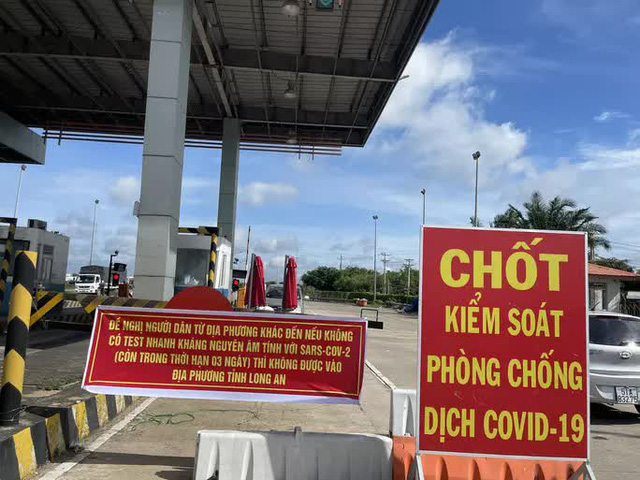 ĐỀ NGHỊ NGƯỜI DÂN TỪ ĐỊA PHƯƠNG KHÁC ĐẾN NẾU KHÔNG
CÓ TEST NHANH KHÁNG NGUYÊN ÂM TÍNH VỚI SARS-COV-2
(CÒN TRONG THỜI HẠN 03 NGÀY) THÌ KHÔNG ĐƯỢC VÀO
ĐỊA PHƯƠNG TỈNH LONG AN
CHỐT
KIỂM SOÁT
PHÒNG CHỐNG
DỊCH COVID-19